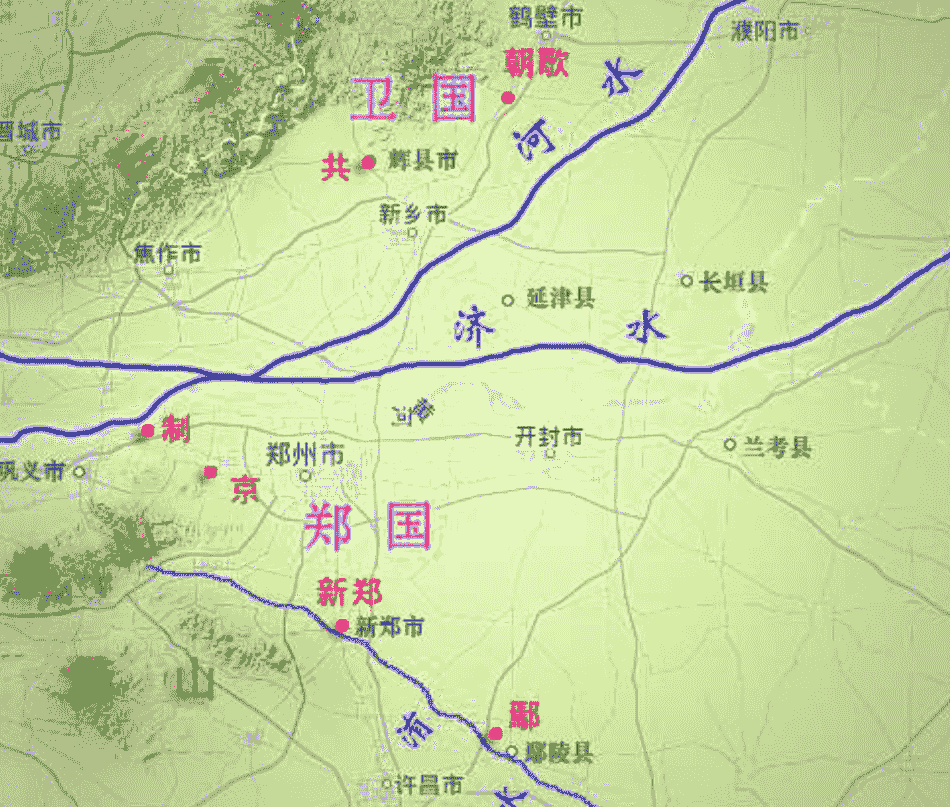 鹤壁市
濮阳市
朝歌
水
卫国
河
晋城市
共
辉县市
新乡市
焦作市
长垣县
延津县
济
水
制
郑州市
开封市
兰考县
巩义市
京
郑国
新郑
新郑市
山
鄢
洧
鄢陵县
许昌市
水